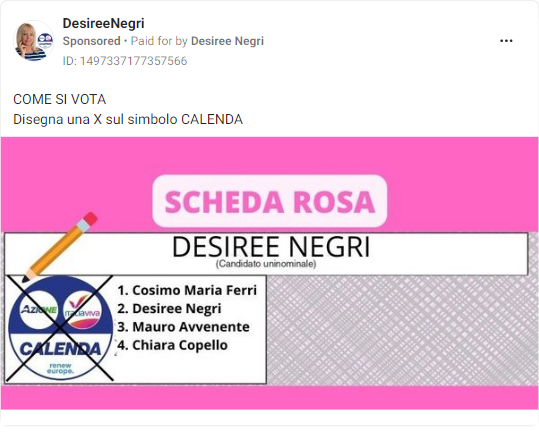 DesireeNegri
Sponsored • Paid for by Desiree Negri
ID: 1497337177357566
COME SI VOTA
Disegna una X sul simbolo CALENDA
SCHEDA ROSA
DESIREE NEGRI
(Candidato uninominale)
1. Cosimo Maria Ferri
2. Desiree Negri
3. Mauro Avvenente
4. Chiara Copello
AZIONE
ITALIAVIVA
CALENDA
renew
europe.